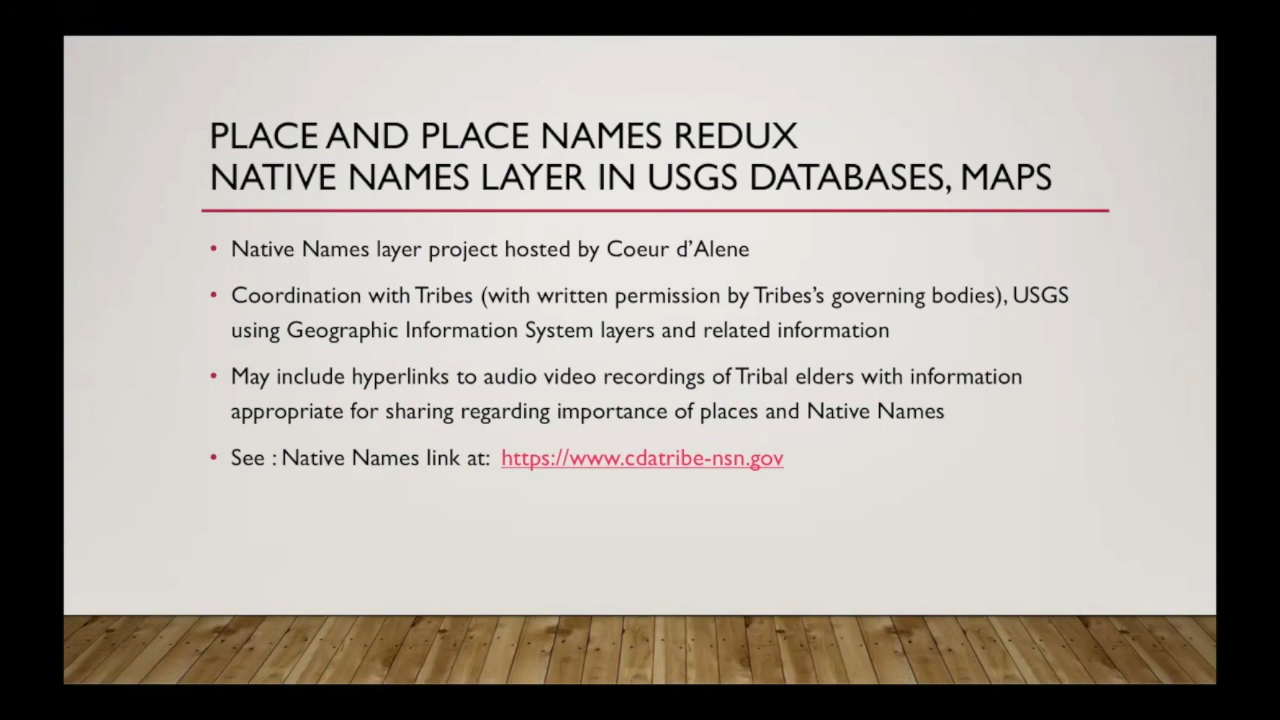 PLACE AND PLACE NAMES REDUX
NATIVE NAMES LAYER IN USGS DATABASES, MAPS
• Native Names layer project hosted by Coeur d’Alene
• Coordination with Tribes (with written permission by Tribes’s governing bodies), USGS
using Geographic Information System layers and related information
• May include hyperlinks to audio video recordings of Tribal elders with information
appropriate for sharing regarding importance of places and Native Names
• See : Native Names link at: https://www.cdatribe-nsn.gov